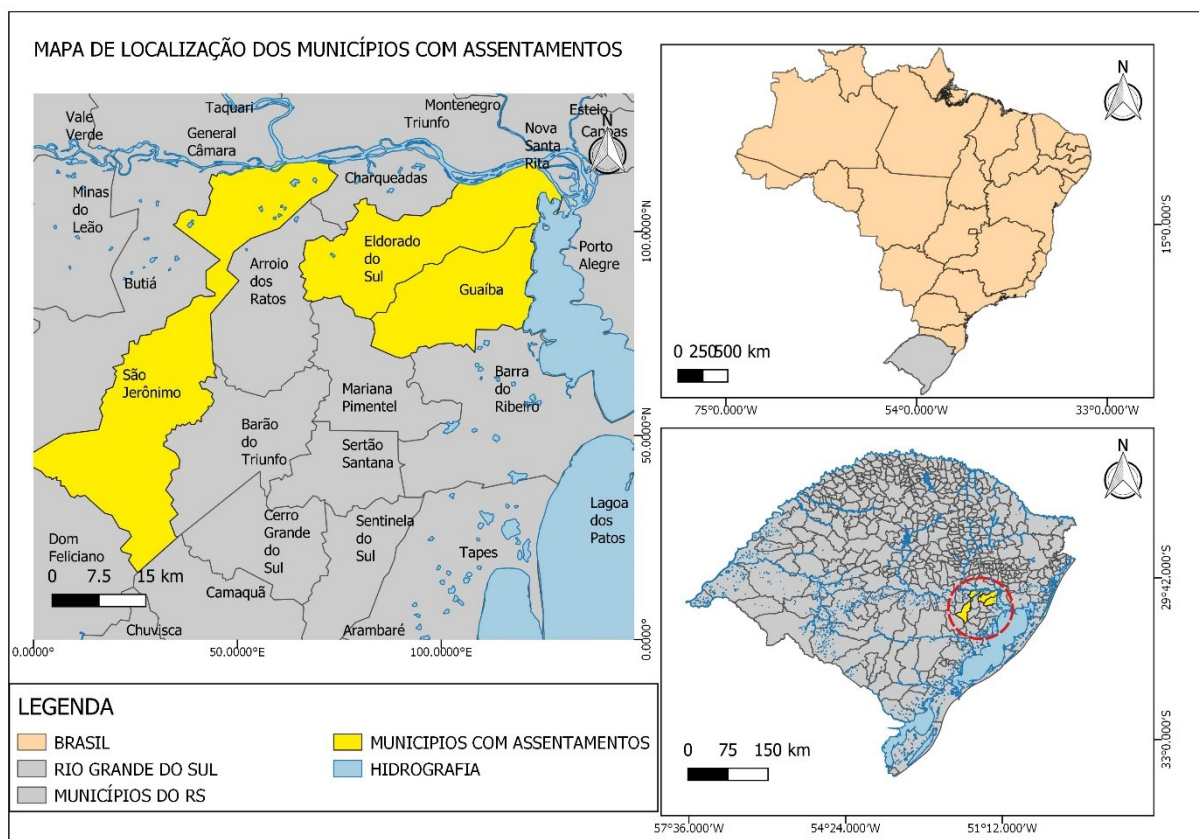 MAPA DE LOCALIZAÇÃO DOS MUNICÍPIOS COM ASSENTAMENTOS
Taquari
Montenegro
Triunfo
Esteio
Canoas
Vale
Verde
General
Câmara
Nova
Santa
Rita
N
Minas
do
Leão
Charqueadas
Butiá
Arroio
dos
Ratos
Eldorado
do
Sul
Guaíba
Porto
Alegre
São
Jerônimo
Mariana
Pimentel
Barra
do
Ribeiro
Barão
do
Triunfo
Sertão
Santana
Cerro
Grande
do
Sul
Sentinela
do
Sul
Lagoa
dos
Patos
Tapes
Dom
Feliciano
0 7.5 15 km
Camaquã
Chuvisca
Arambaré
0.0000° 50.0000°E 100.0000°E
100.0000°N
50.0000°N
0.0000°
N
0 250 500 km
75°0.000'W 54°0.000'W 33°0.000'W
15°0.000'S
N
0 75 150 km
57°36.000'W 54°24.000'W 51°12.000'W
29°42.000'S
33°0.000'S
LEGENDA
BRASIL
RIO GRANDE DO SUL
MUNICÍPIOS DO RS
MUNICIPIOS COM ASSENTAMENTOS
HIDROGRAFIA